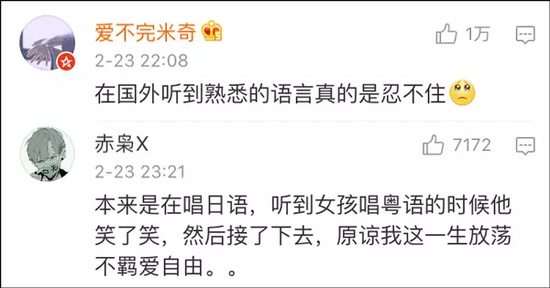 爱不完米奇
1万
2-23 22:08
在国外听到熟悉的语言真的是忍不住
赤枭X
7172
2-23 23:21
本来是在唱日语，听到女孩唱粤语的时候他
笑了笑，然后接了下去，原谅我这一生放荡
不羁爱自由。。